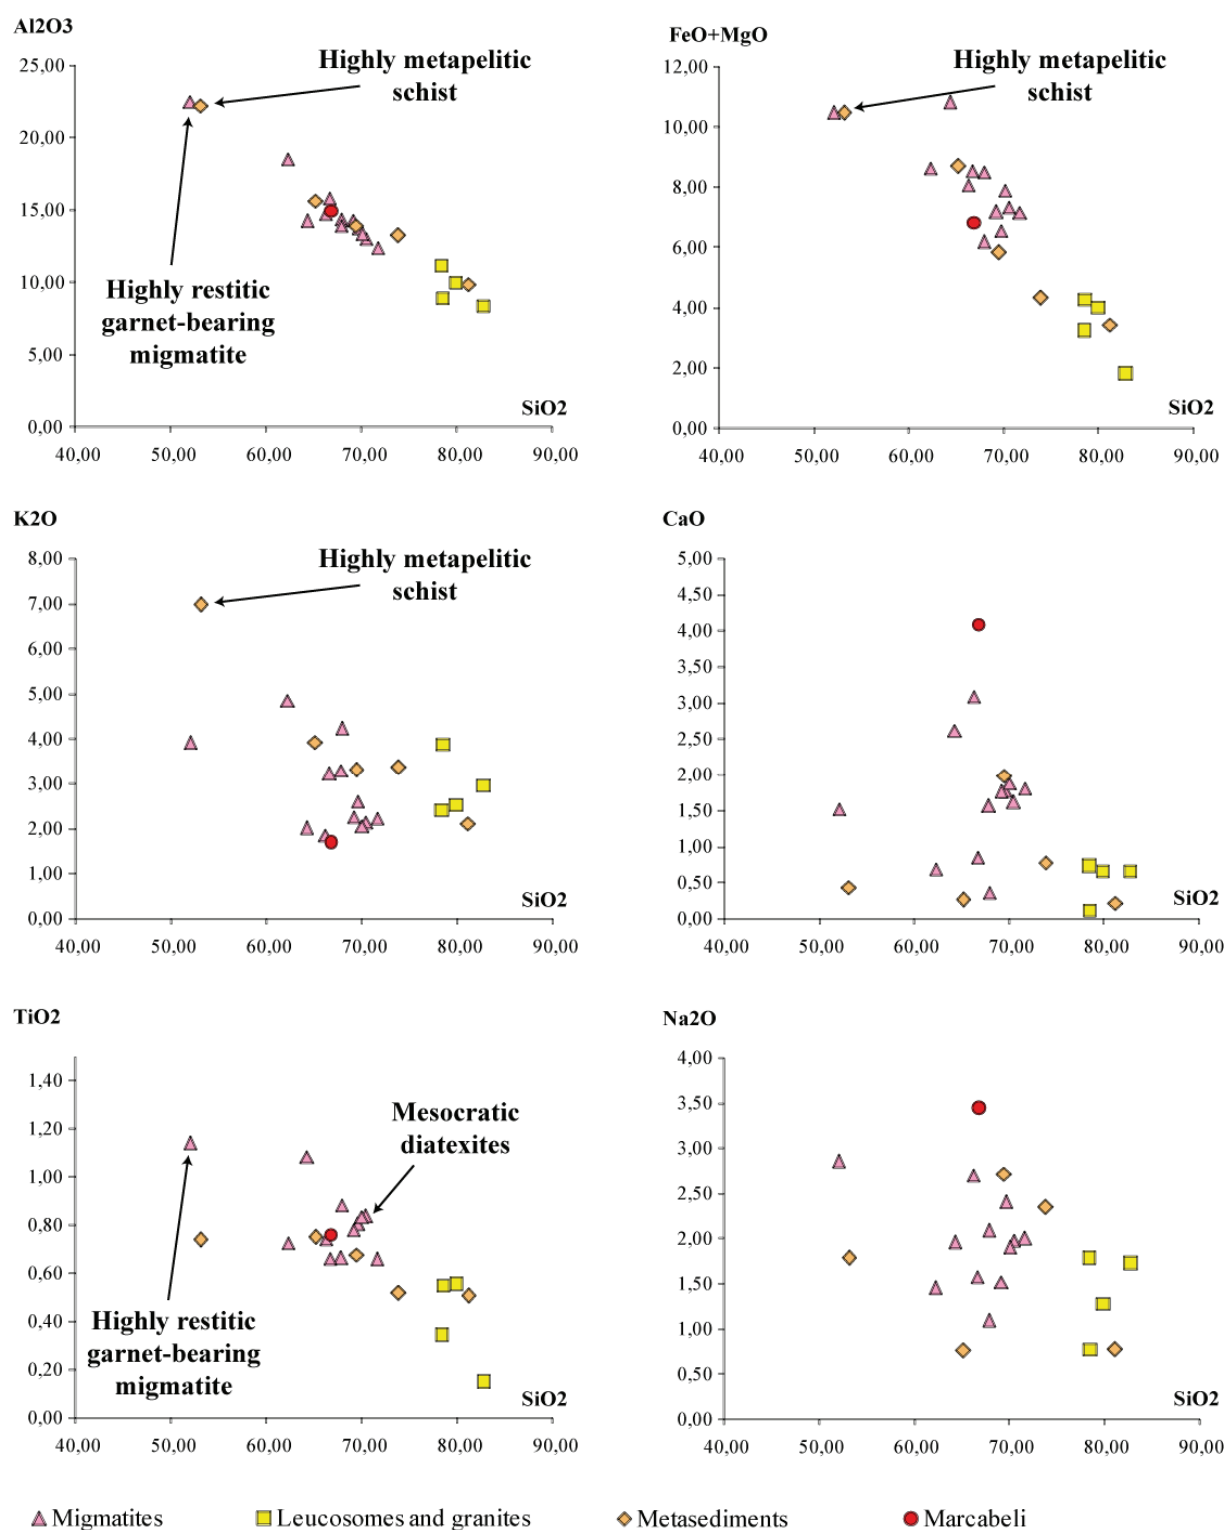 Al2O3
Highly metapelitic
schist
25,00
20,00
15,00
10,00
5,00
0,00
Highly restitic
garnet-bearing
migmatite
SiO2
40,00 50,00 60,00 70,00 80,00 90,00
FeO+MgO
Highly metapelitic
schist
12,00
10,00
8,00
6,00
4,00
2,00
0,00
SiO2
40,00 50,00 60,00 70,00 80,00 90,00
K2O
Highly metapelitic
schist
8,00
7,00
6,00
5,00
4,00
3,00
2,00
1,00
0,00
SiO2
40,00 50,00 60,00 70,00 80,00 90,00
CaO
5,00
4,50
4,00
3,50
3,00
2,50
2,00
1,50
1,00
0,50
0,00
SiO2
40,00 50,00 60,00 70,00 80,00 90,00
TiO2
1,40
1,20
1,00
0,80
0,60
0,40
0,20
0,00
Mesocratic
diatexites
Highly restitic
garnet-bearing
migmatite
SiO2
40,00 50,00 60,00 70,00 80,00 90,00
Na2O
4,00
3,50
3,00
2,50
2,00
1,50
1,00
0,50
0,00
SiO2
40,00 50,00 60,00 70,00 80,00 90,00
Migmatites Leucosomes and granites Metasediments Marcabeli